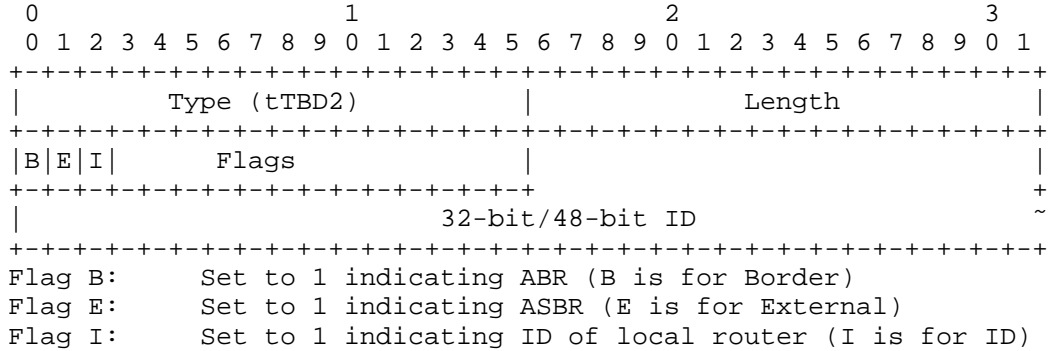 0                   1                   2                   3
 0 1 2 3 4 5 6 7 8 9 0 1 2 3 4 5 6 7 8 9 0 1 2 3 4 5 6 7 8 9 0 1
+-+-+-+-+-+-+-+-+-+-+-+-+-+-+-+-+-+-+-+-+-+-+-+-+-+-+-+-+-+-+-+-+
|         Type (tTBD2)          |             Length            |
+-+-+-+-+-+-+-+-+-+-+-+-+-+-+-+-+-+-+-+-+-+-+-+-+-+-+-+-+-+-+-+-+
|B|E|I|      Flags              |                               |
+-+-+-+-+-+-+-+-+-+-+-+-+-+-+-+-+                               +
|                          32-bit/48-bit ID                     ~
+-+-+-+-+-+-+-+-+-+-+-+-+-+-+-+-+-+-+-+-+-+-+-+-+-+-+-+-+-+-+-+-+
Flag B:     Set to 1 indicating ABR (B is for Border)
Flag E:     Set to 1 indicating ASBR (E is for External)
Flag I:     Set to 1 indicating ID of local router (I is for ID)